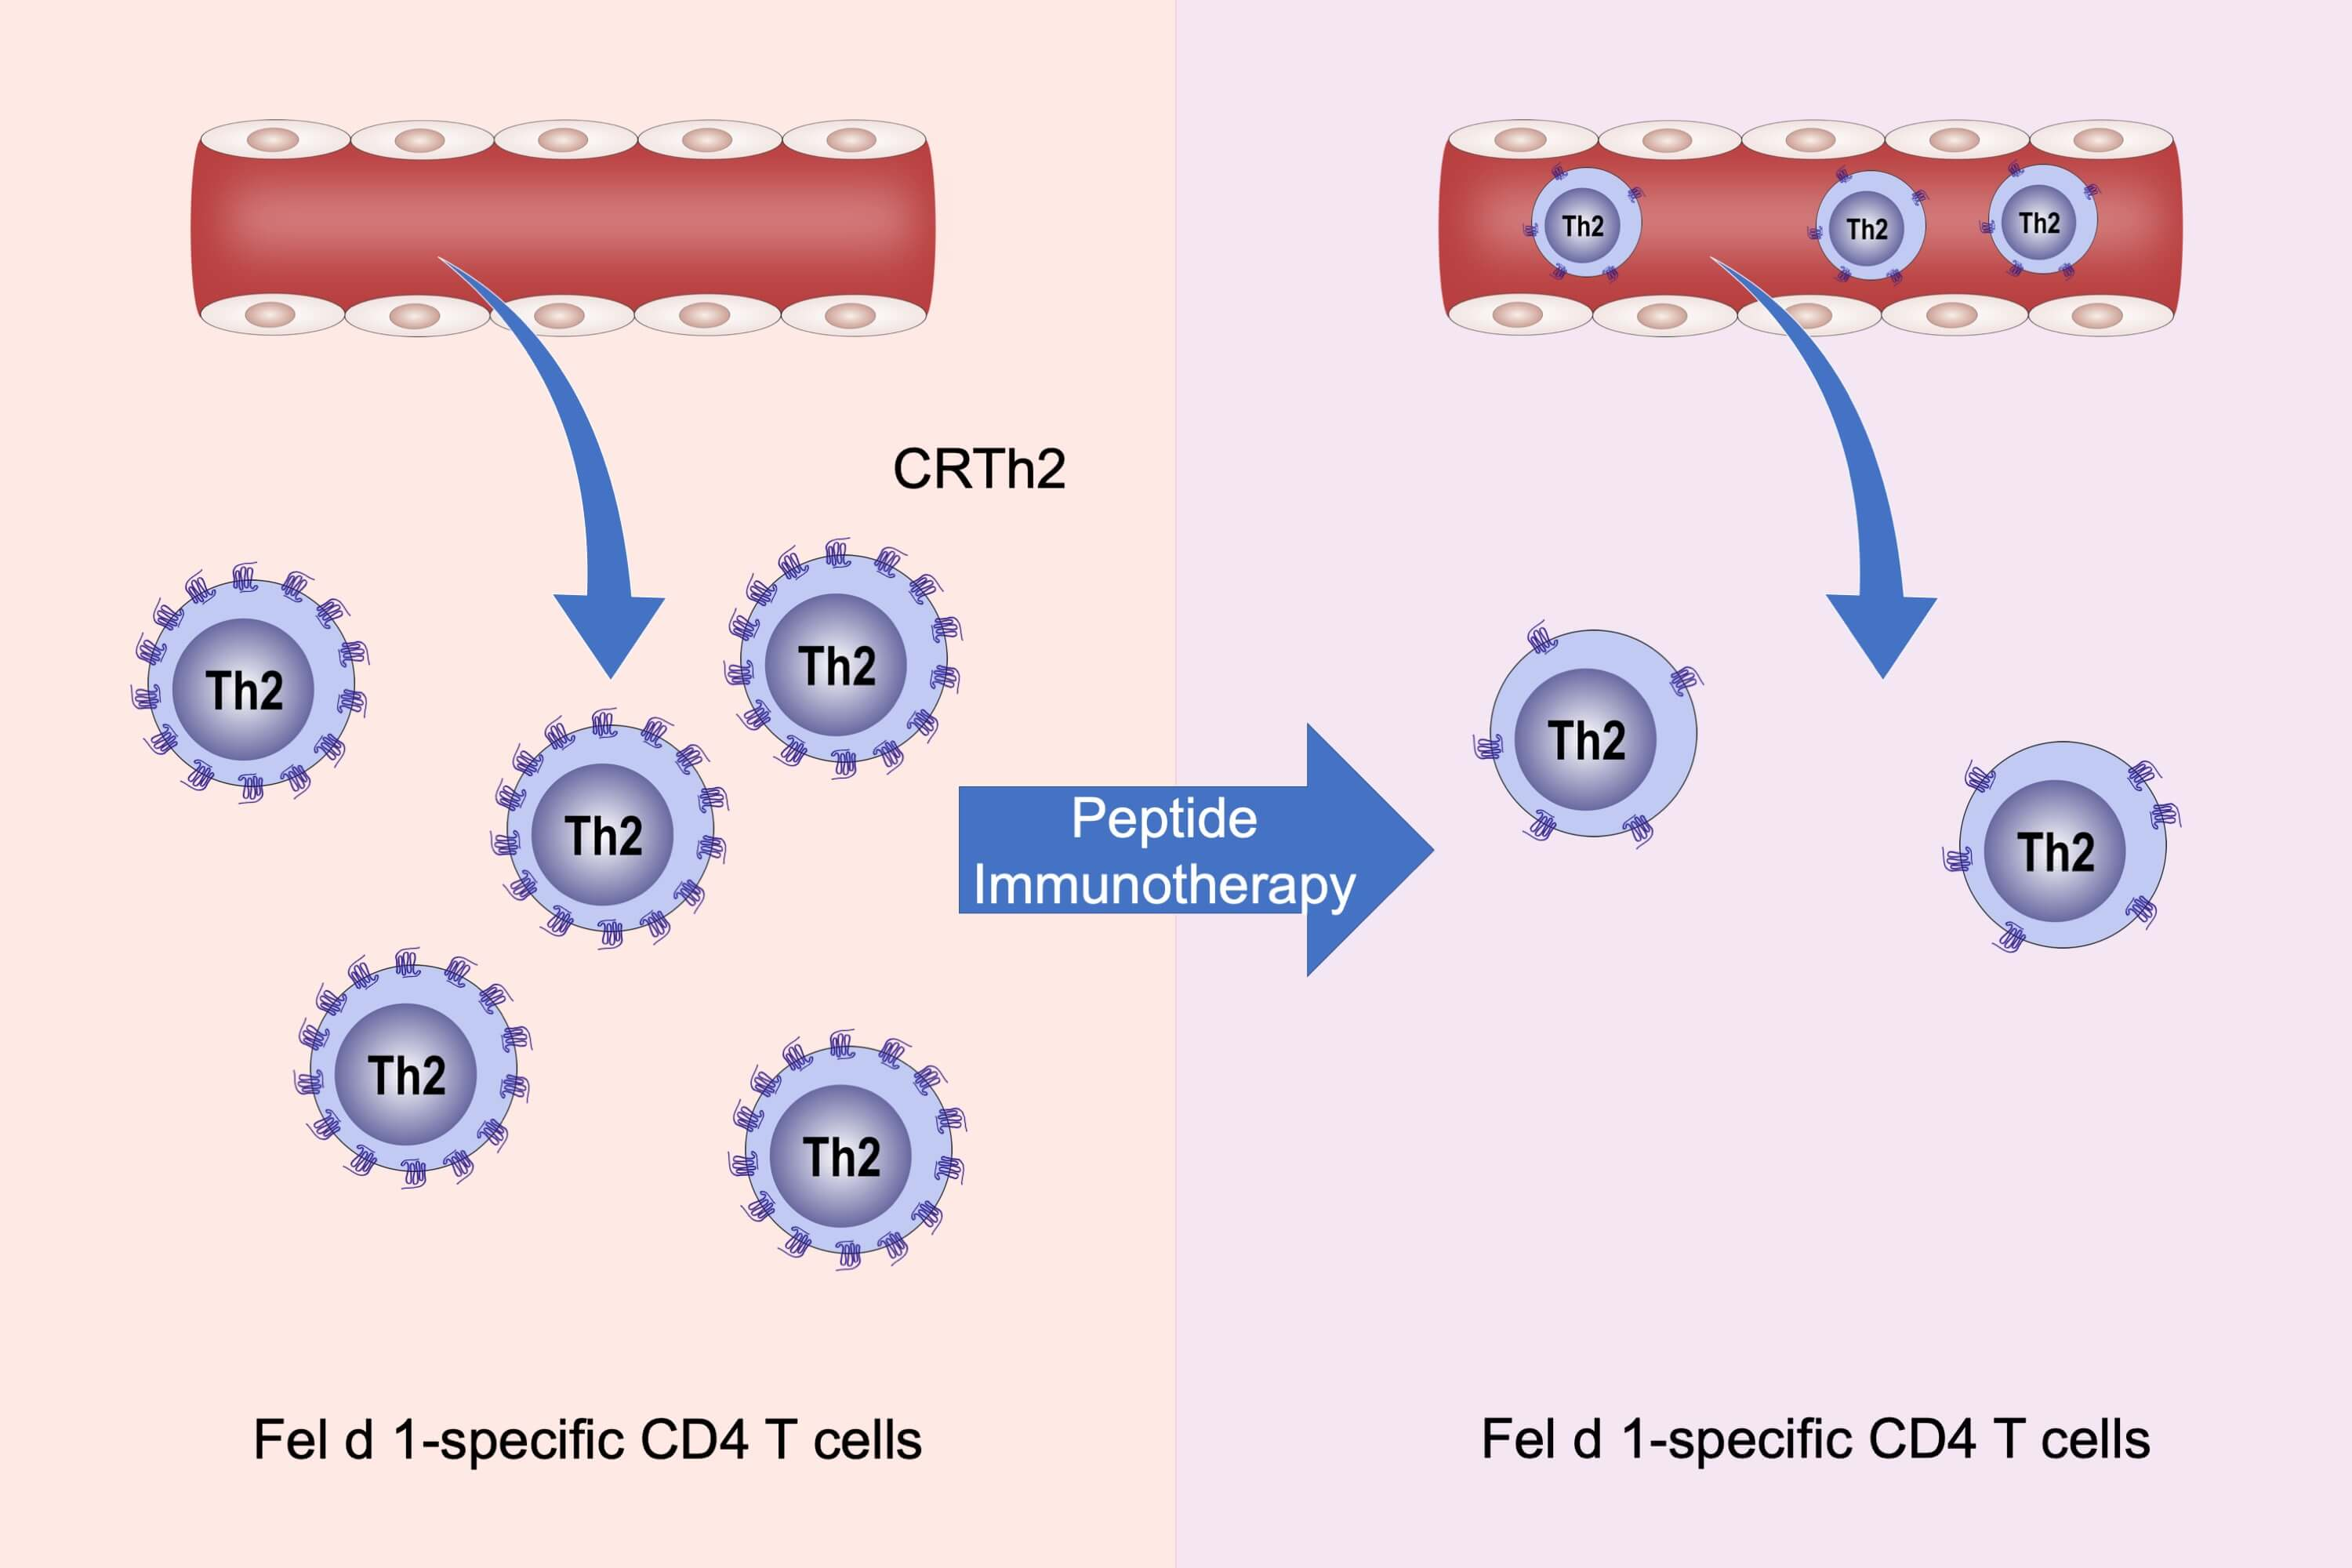 Th2
Th2
Th2
CRTh2
Th2
Th2
Th2
Th2
Th2
Peptide
Immunotherapy
Th2
Th2
Fel d 1-specific CD4 T cells
Fel d 1-specific CD4 T cells